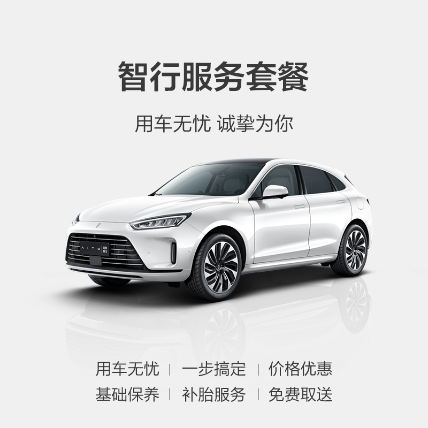 智行服务套餐
用车无忧 诚挚为你
AITO
用车无忧 | 一步搞定 | 价格优惠
基础保养 | 补胎服务 | 免费取送